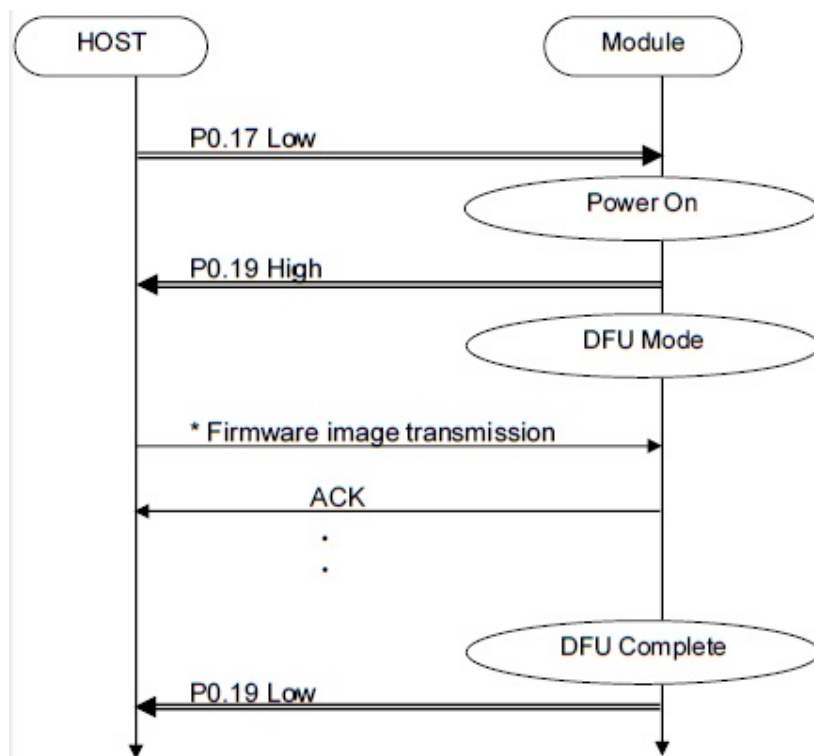 HOST
Module
P0.17 Low
Power On
P0.19 High
DFU Mode
* Firmware image transmission
ACK
DFU Complete
P0.19 Low